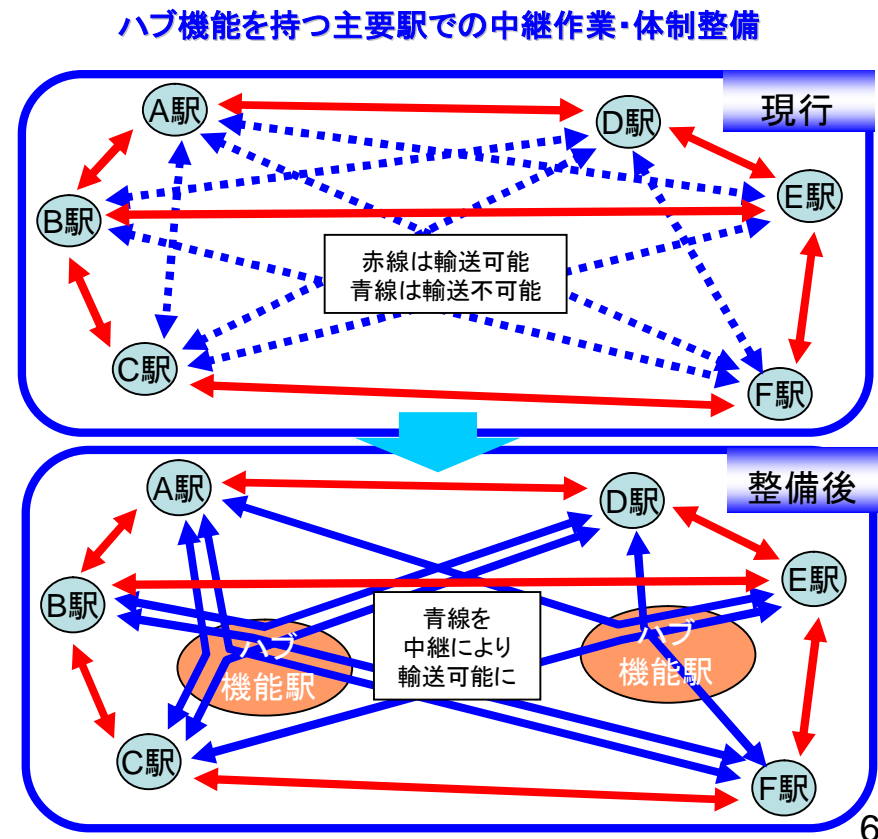 ハブ機能を持つ主要駅での中継作業・体制整備
現行
A駅
D駅
B駅
E駅
赤線は輸送可能
青線は輸送不可能
C駅
F駅
整備後
A駅
D駅
B駅
E駅
青線を
中継により
輸送可能に
ハブ
機能駅
ハブ
機能駅
C駅
F駅
6